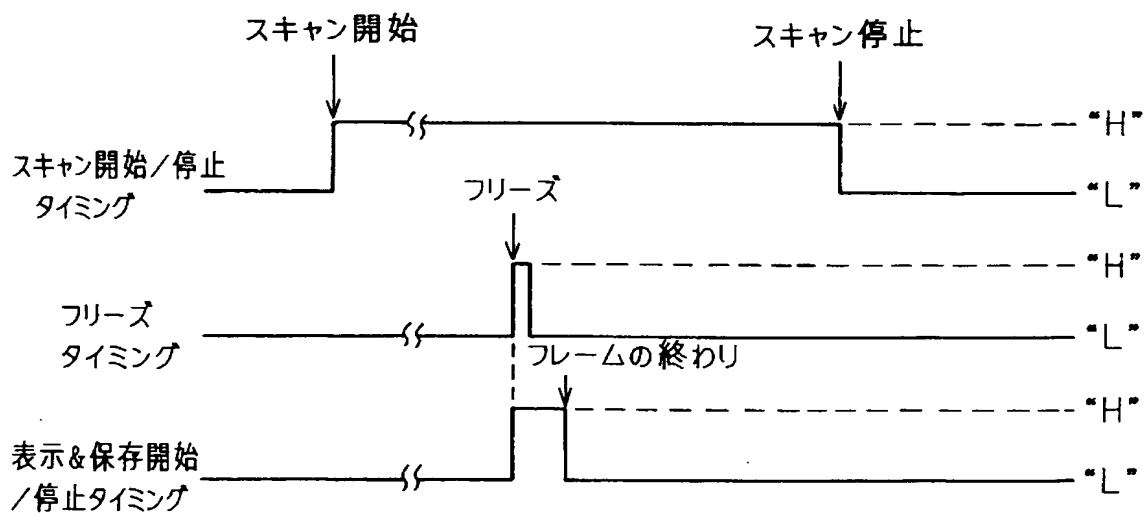 スキャン開始
スキャン停止
“H”
スキャン開始/停止
タイミング
“L”
フリーズ
“H”
フリーズ
タイミング
“L”
フレームの終わり
“H”
表示&保存開始
/停止タイミング
“L”